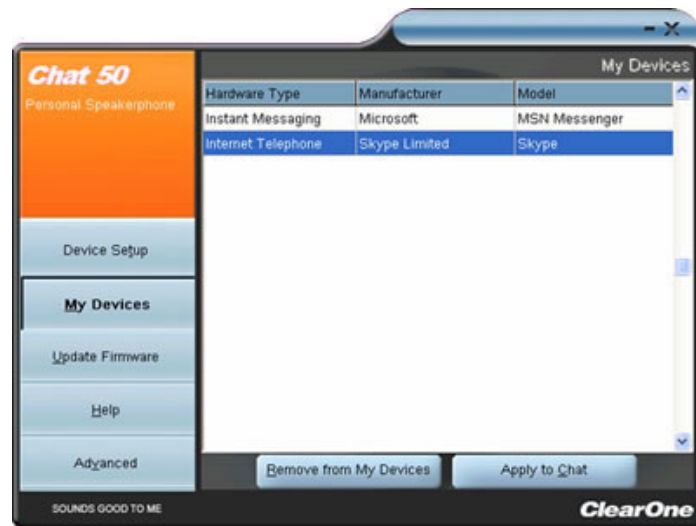 Chat 50
Personal Speakerphone
My Devices
Hardware Type Manufacturer Model
Instant Messaging Microsoft MSN Messenger
Internet Telephone Skype Limited Skype
Device Setup
My Devices
Update Firmware
Help
Advanced
Remove from My Devices Apply to Chat
SOUNDS GOOD TO ME
ClearOne